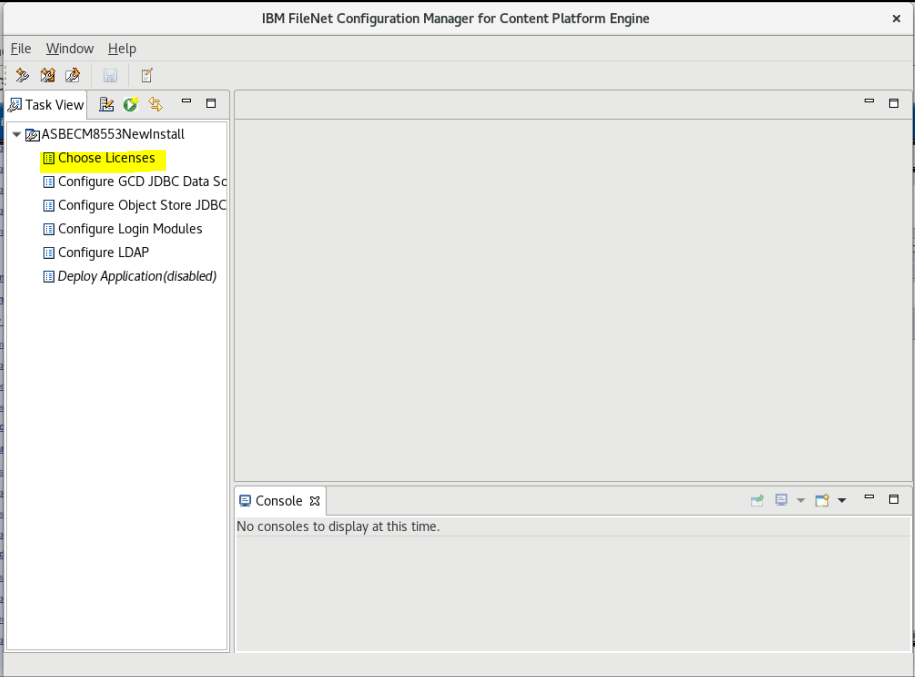 IBM FileNet Configuration Manager for Content Platform Engine
File Window Help
Task View
ASBECM8553NewInstall
Choose Licenses
Configure GCD JDBC Data Sc
Configure Object Store JDBC
Configure Login Modules
Configure LDAP
Deploy Application(disabled)
Console
No consoles to display at this time.